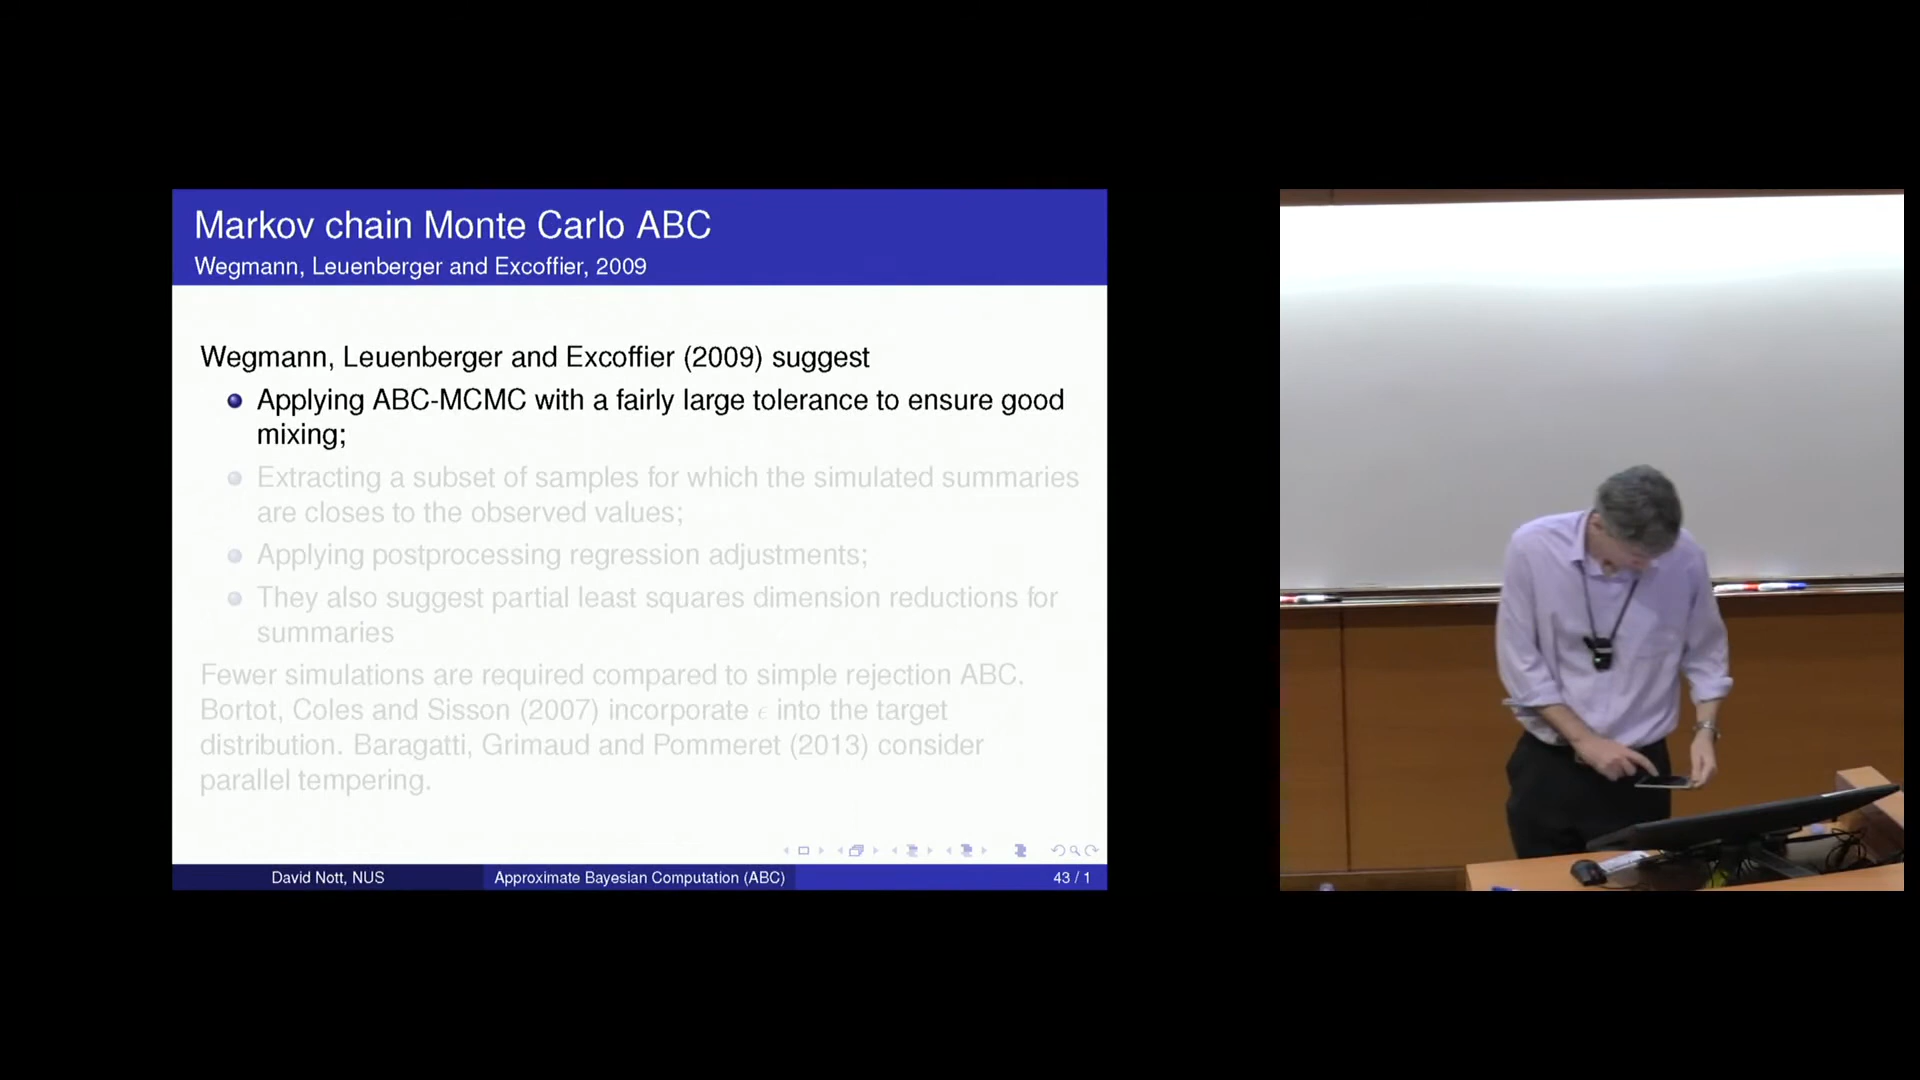 Markov chain Monte Carlo ABC
Wegmann, Leuenberger and Excoffier, 2009
Wegmann, Leuenberger and Excoffier (2009) suggest
Applying ABC-MCMC with a fairly large tolerance to ensure good
mixing;
Extracting a subset of samples for which the simulated summaries
are closes to the observed values;
Applying postprocessing regression adjustments;
They also suggest partial least squares dimension reductions for
summaries
Fewer simulations are required compared to simple rejection ABC.
Bortot, Coles and Sisson (2007) incorporate ϵ into the target
distribution. Baragatti, Grimaud and Pommeret (2013) consider
parallel tempering.
David Nott, NUS
Approximate Bayesian Computation (ABC)
43 / 1